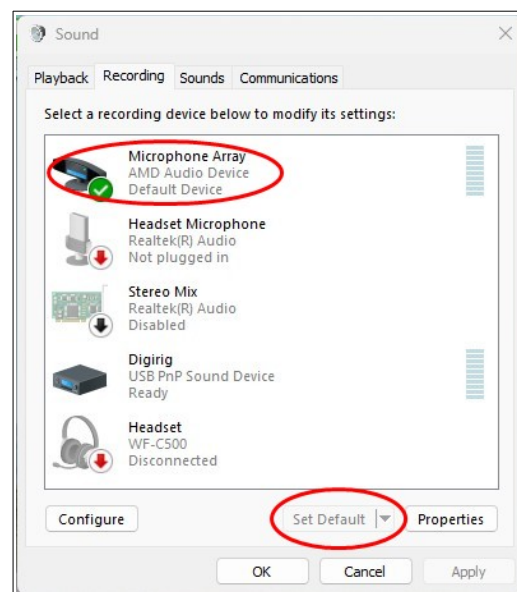 Sound
Playback Recording Sounds Communications
Select a recording device below to modify its settings:
Microphone Array
AMD Audio Device
Default Device
Headset Microphone
Realtek(R) Audio
Not plugged in
Stereo Mix
Realtek(R) Audio
Disabled
Digirig
USB PnP Sound Device
Ready
Headset
WF-C500
Disconnected
Configure Set Default Properties
OK Cancel Apply